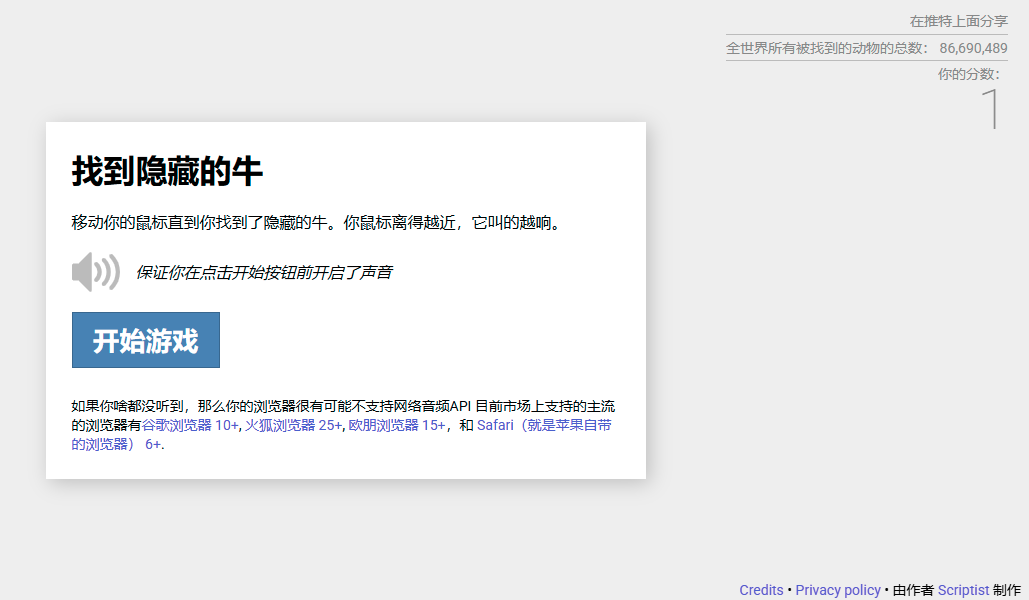 在推特上面分享
全世界所有被找到的动物的总数： 86,690,489
你的分数：
1
找到隐藏的牛
移动你的鼠标直到你找到了隐藏的牛。你鼠标离得越近，它叫的越响。
保证你在点击开始按钮前开启了声音
开始游戏
如果你啥都没听到，那么你的浏览器很有可能不支持网络音频API 目前市场上支持的主流
的浏览器有谷歌浏览器 10+, 火狐浏览器 25+, 欧朋浏览器 15+，和 Safari（就是苹果自带
的浏览器） 6+.
Credits • Privacy policy • 由作者 Scriptist 制作